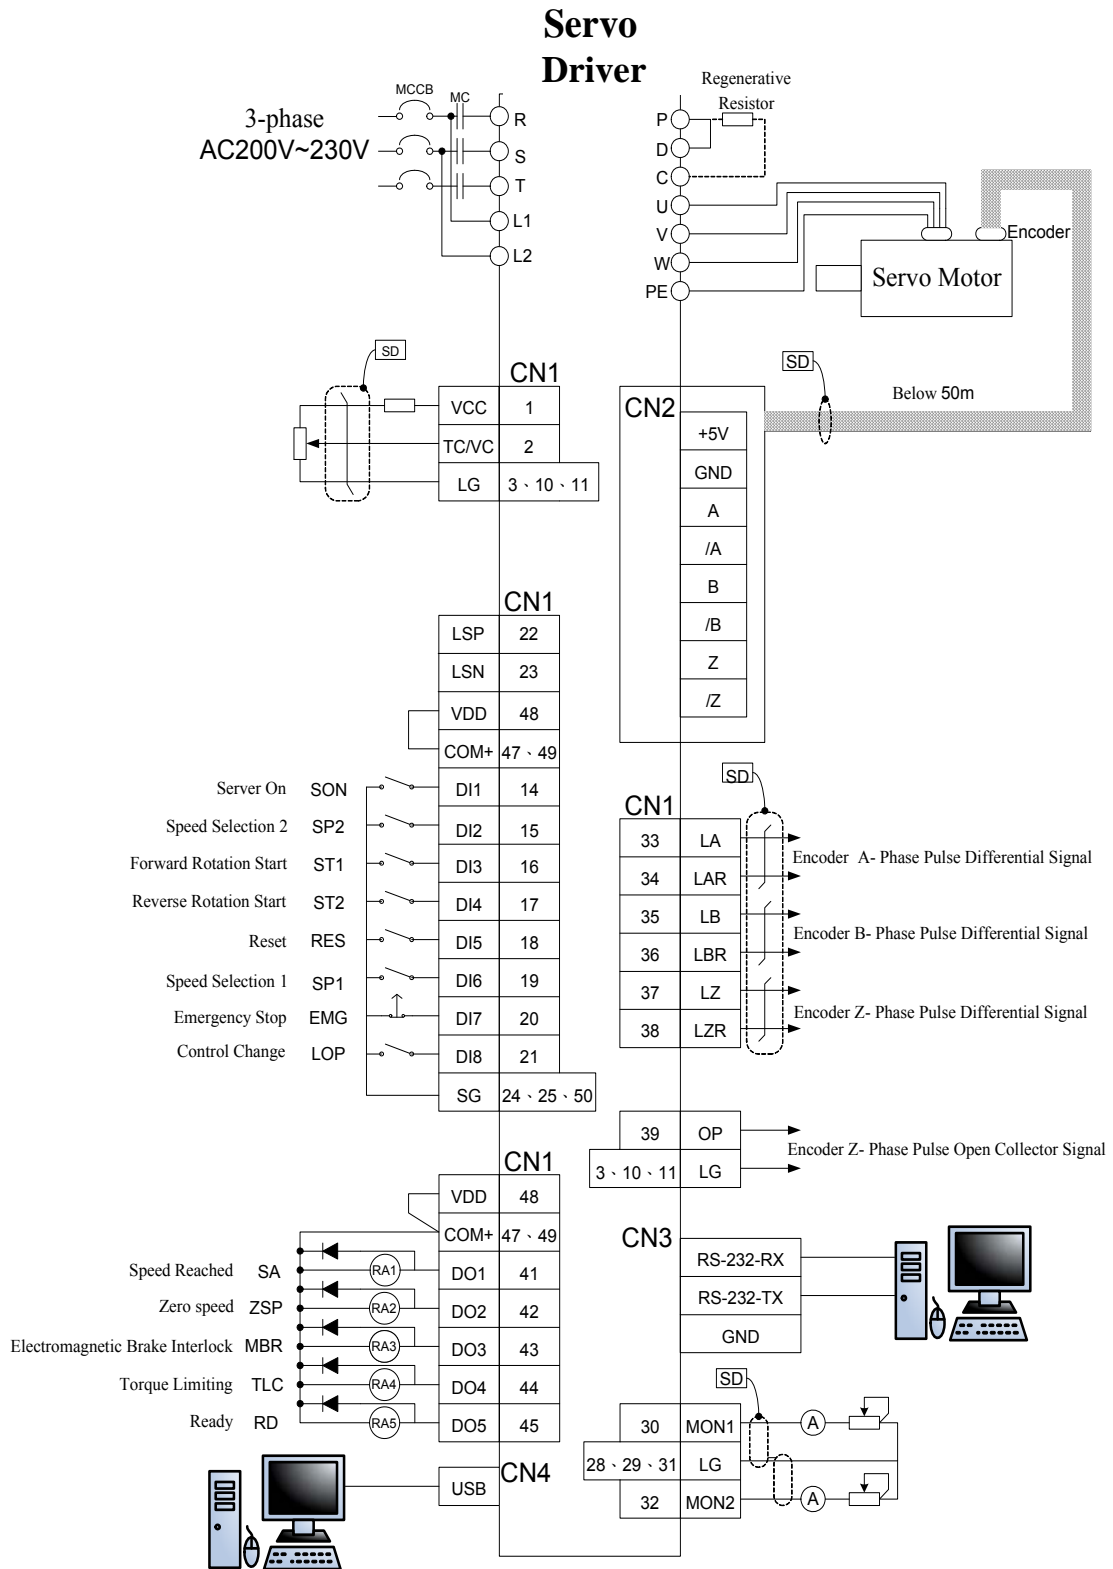 Servo
Driver
MCCB
MC
3-phase
AC200V~230V
R
S
T
L1
L2
Regenerative
Resistor
P
D
C
U
V
W
PE
Encoder
Servo Motor
SD
Below 50m
SD
CN1
VCC 1
TC/VC 2
LG 3、10、11
CN2
+5V
GND
A
/A
B
/B
Z
/Z
CN1
LSP 22
LSN 23
VDD 48
COM+ 47、49
Server On SON DI1 14
Speed Selection 2 SP2 DI2 15
Forward Rotation Start ST1 DI3 16
Reverse Rotation Start ST2 DI4 17
Reset RES DI5 18
Speed Selection 1 SP1 DI6 19
Emergency Stop EMG DI7 20
Control Change LOP DI8 21
SG 24、25、50
SD
CN1
33 LA
34 LAR
Encoder A- Phase Pulse Differential Signal
35 LB
36 LBR
Encoder B- Phase Pulse Differential Signal
37 LZ
38 LZR
Encoder Z- Phase Pulse Differential Signal
39 OP
3、10、11 LG
Encoder Z- Phase Pulse Open Collector Signal
CN1
VDD 48
COM+ 47、49
Speed Reached SA RA1 DO1 41
Zero speed ZSP RA2 DO2 42
Electromagnetic Brake Interlock MBR RA3 DO3 43
Torque Limiting TLC RA4 DO4 44
Ready RD RA5 DO5 45
CN3
RS-232-RX
RS-232-TX
GND
SD
30 MON1 A
28、29、31 LG
32 MON2 A
USB CN4